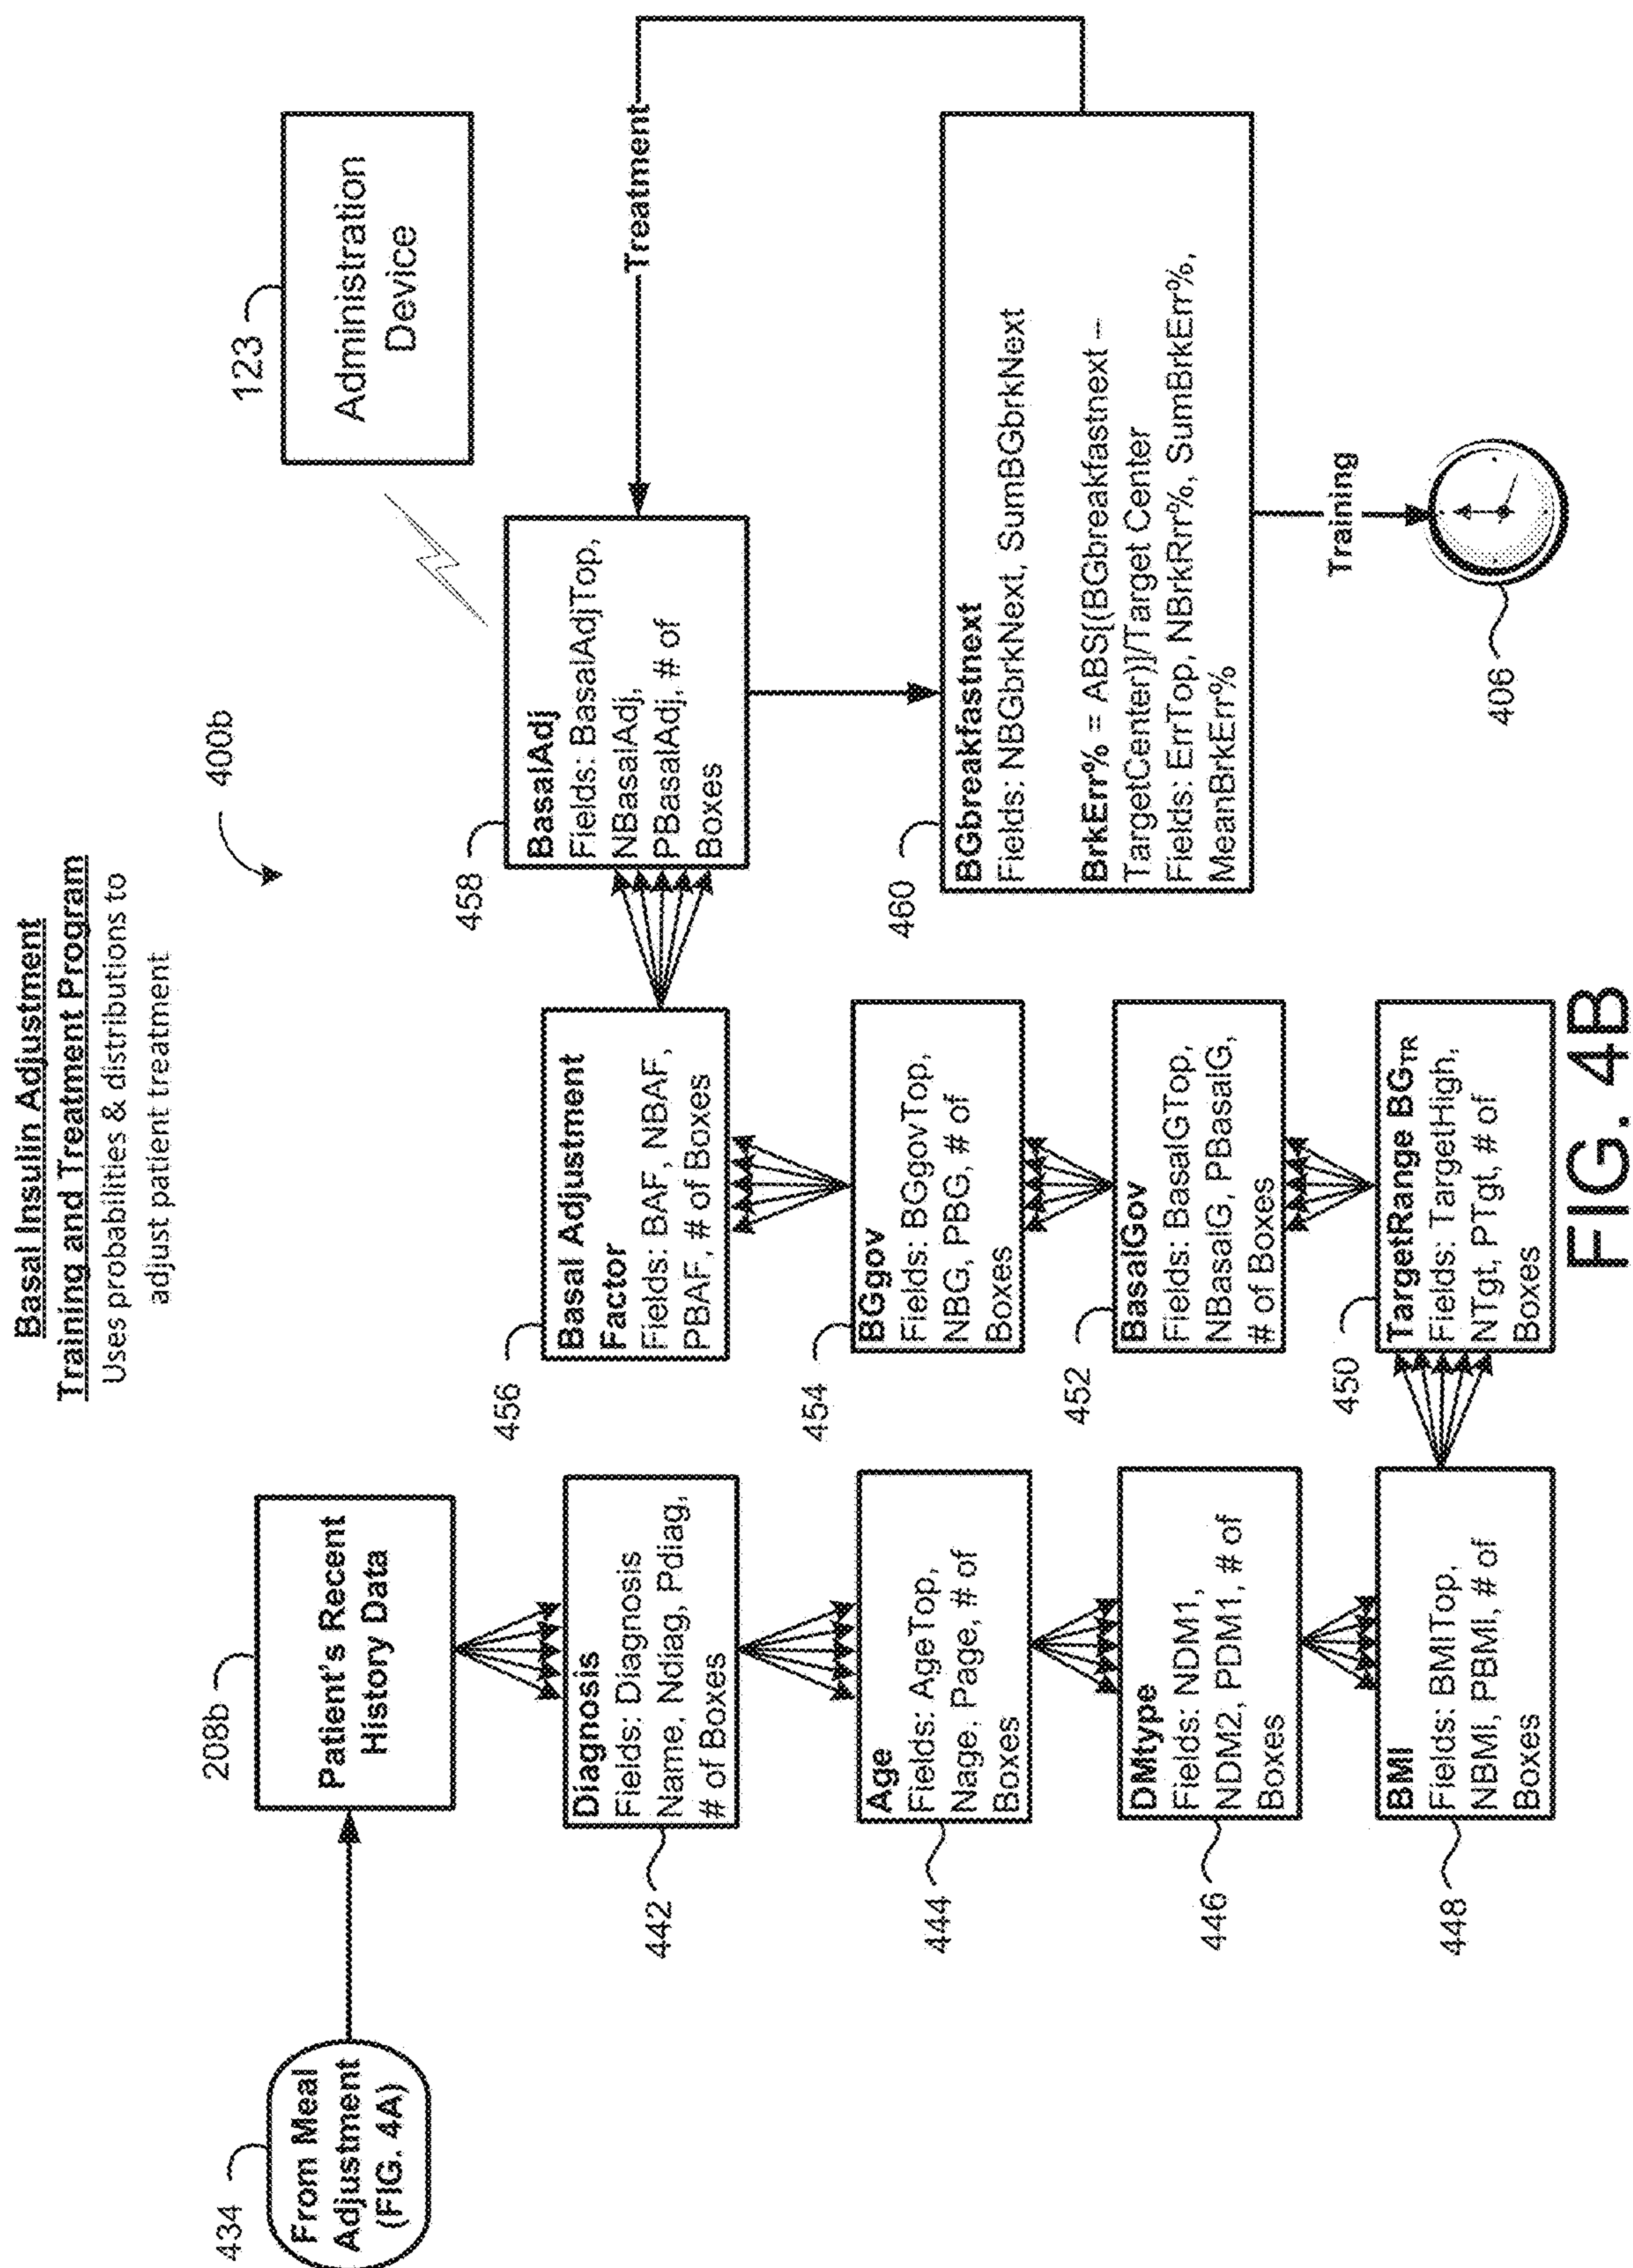 Basal Insulin Adjustment
Training and Treatment Program
Uses probabilities & distributions to
adjust patient treatment
400b
434
From Meal
Adjustment
(FIG. 4A)
208b
Patient's Recent
History Data
442
Diagnosis
Fields: Diagnosis
Name, Ndiag, Pdiag,
# of Boxes
444
Age
Fields: AgeTop,
Nage, Page, # of
Boxes
446
DMtype
Fields: NDM1,
NDM2, PDM1, # of
Boxes
448
BMI
Fields: BMITop,
NBMI, PBMI, # of
Boxes
456
Basal Adjustment
Factor
Fields: BAF, NBAF,
PBAF, # of Boxes
454
BGgov
Fields: BGgovTop,
NBG, PBG, # of
Boxes
452
BasalGov
Fields: BasalGTop,
NBasalG, PBasalG,
# of Boxes
450
TargetRange BGTR
Fields: TargetHigh,
NTgt, PTgt, # of
Boxes
123
Administration
Device
458
BasalAdj
Fields: BasalAdjTop,
NBasalAdj,
PBasalAdj, # of
Boxes
Treatment
460
BGbreakfastnext
Fields: NBGbrkNext, SumBGbrkNext
BrkErr% = ABS[(BGbreakfastnext –
TargetCenter)]/Target Center
Fields: ErrTop, NBrkRrr%, SumBrkErr%,
MeanBrkErr%
Training
406
FIG. 4B